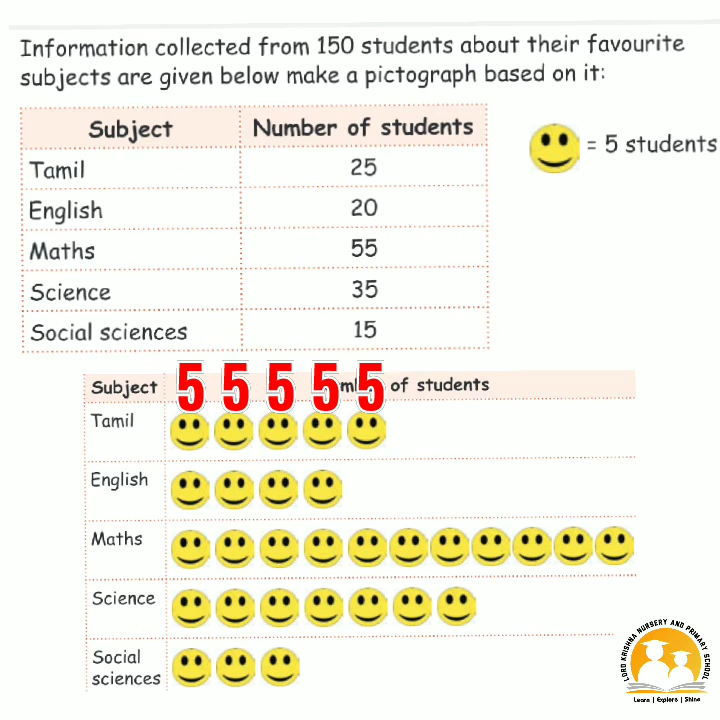 Information collected from 150 students about their favourite
subjects are given below make a pictograph based on it:
Subject Number of students
= 5 students
Tamil 25
English 20
Maths 55
Science 35
Social sciences 15
5 5 5 5 5
Subject of students
Tamil
English
Maths
Science
Social
sciences
LORD KRISHNA NURSERY AND PRIMARY SCHOOL
Learn | Explore | Shine